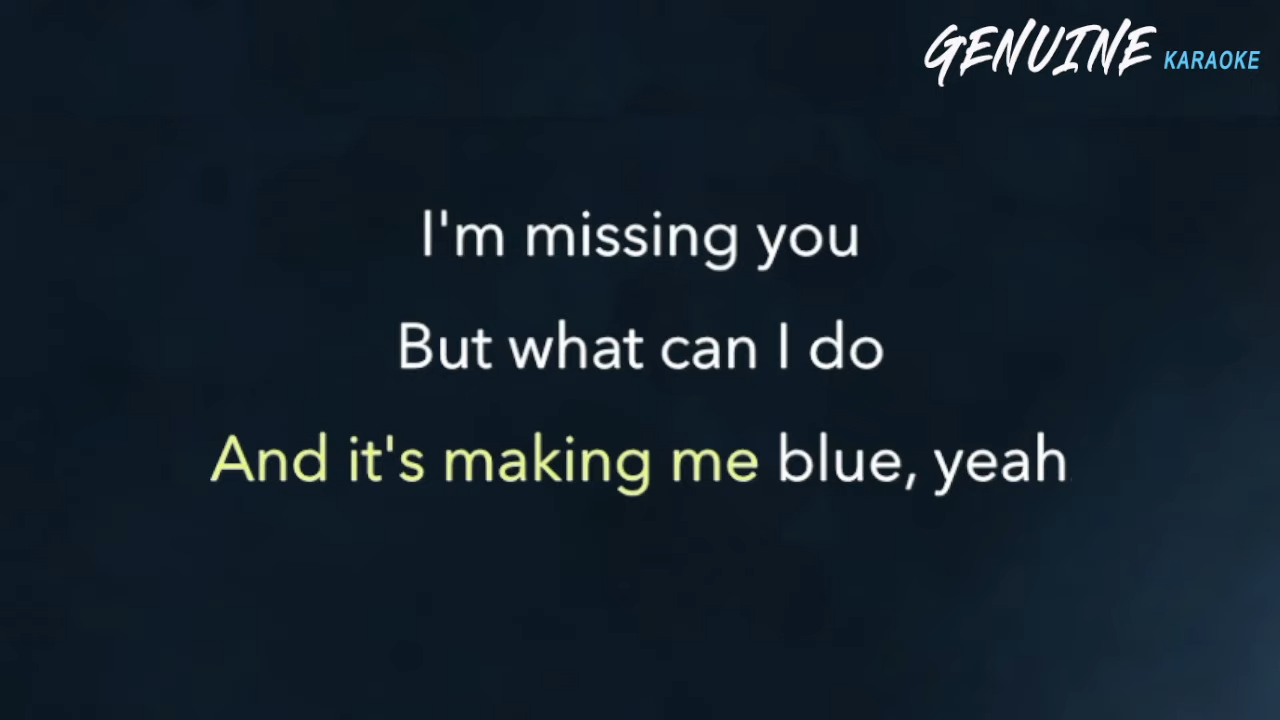 GENUINE KARAOKE
I'm missing you
But what can I do
And it's making me blue, yeah